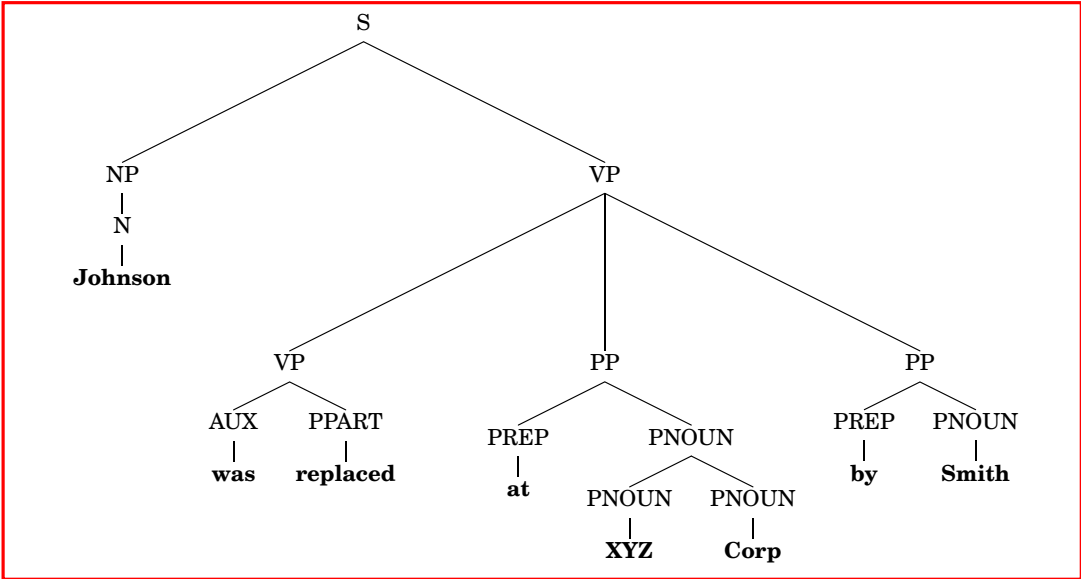 S
NP VP
N
Johnson
VP PP PP
AUX PPART PREP PNOUN PREP PNOUN
was replaced at by Smith
PNOUN PNOUN
XYZ Corp